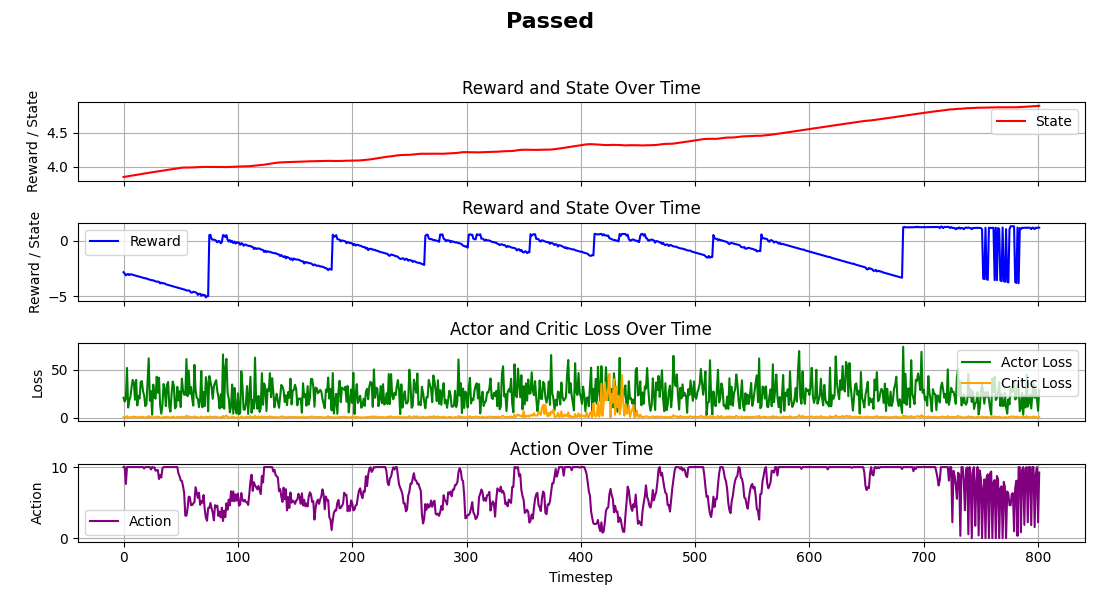 Passed
Reward and State Over Time
Reward / State
4.5
4.0
State
Reward and State Over Time
Reward / State
0
−5
Reward
Actor and Critic Loss Over Time
Loss
50
0
Actor Loss
Critic Loss
Action Over Time
Action
10
0
Action
0 100 200 300 400 500 600 700 800
Timestep